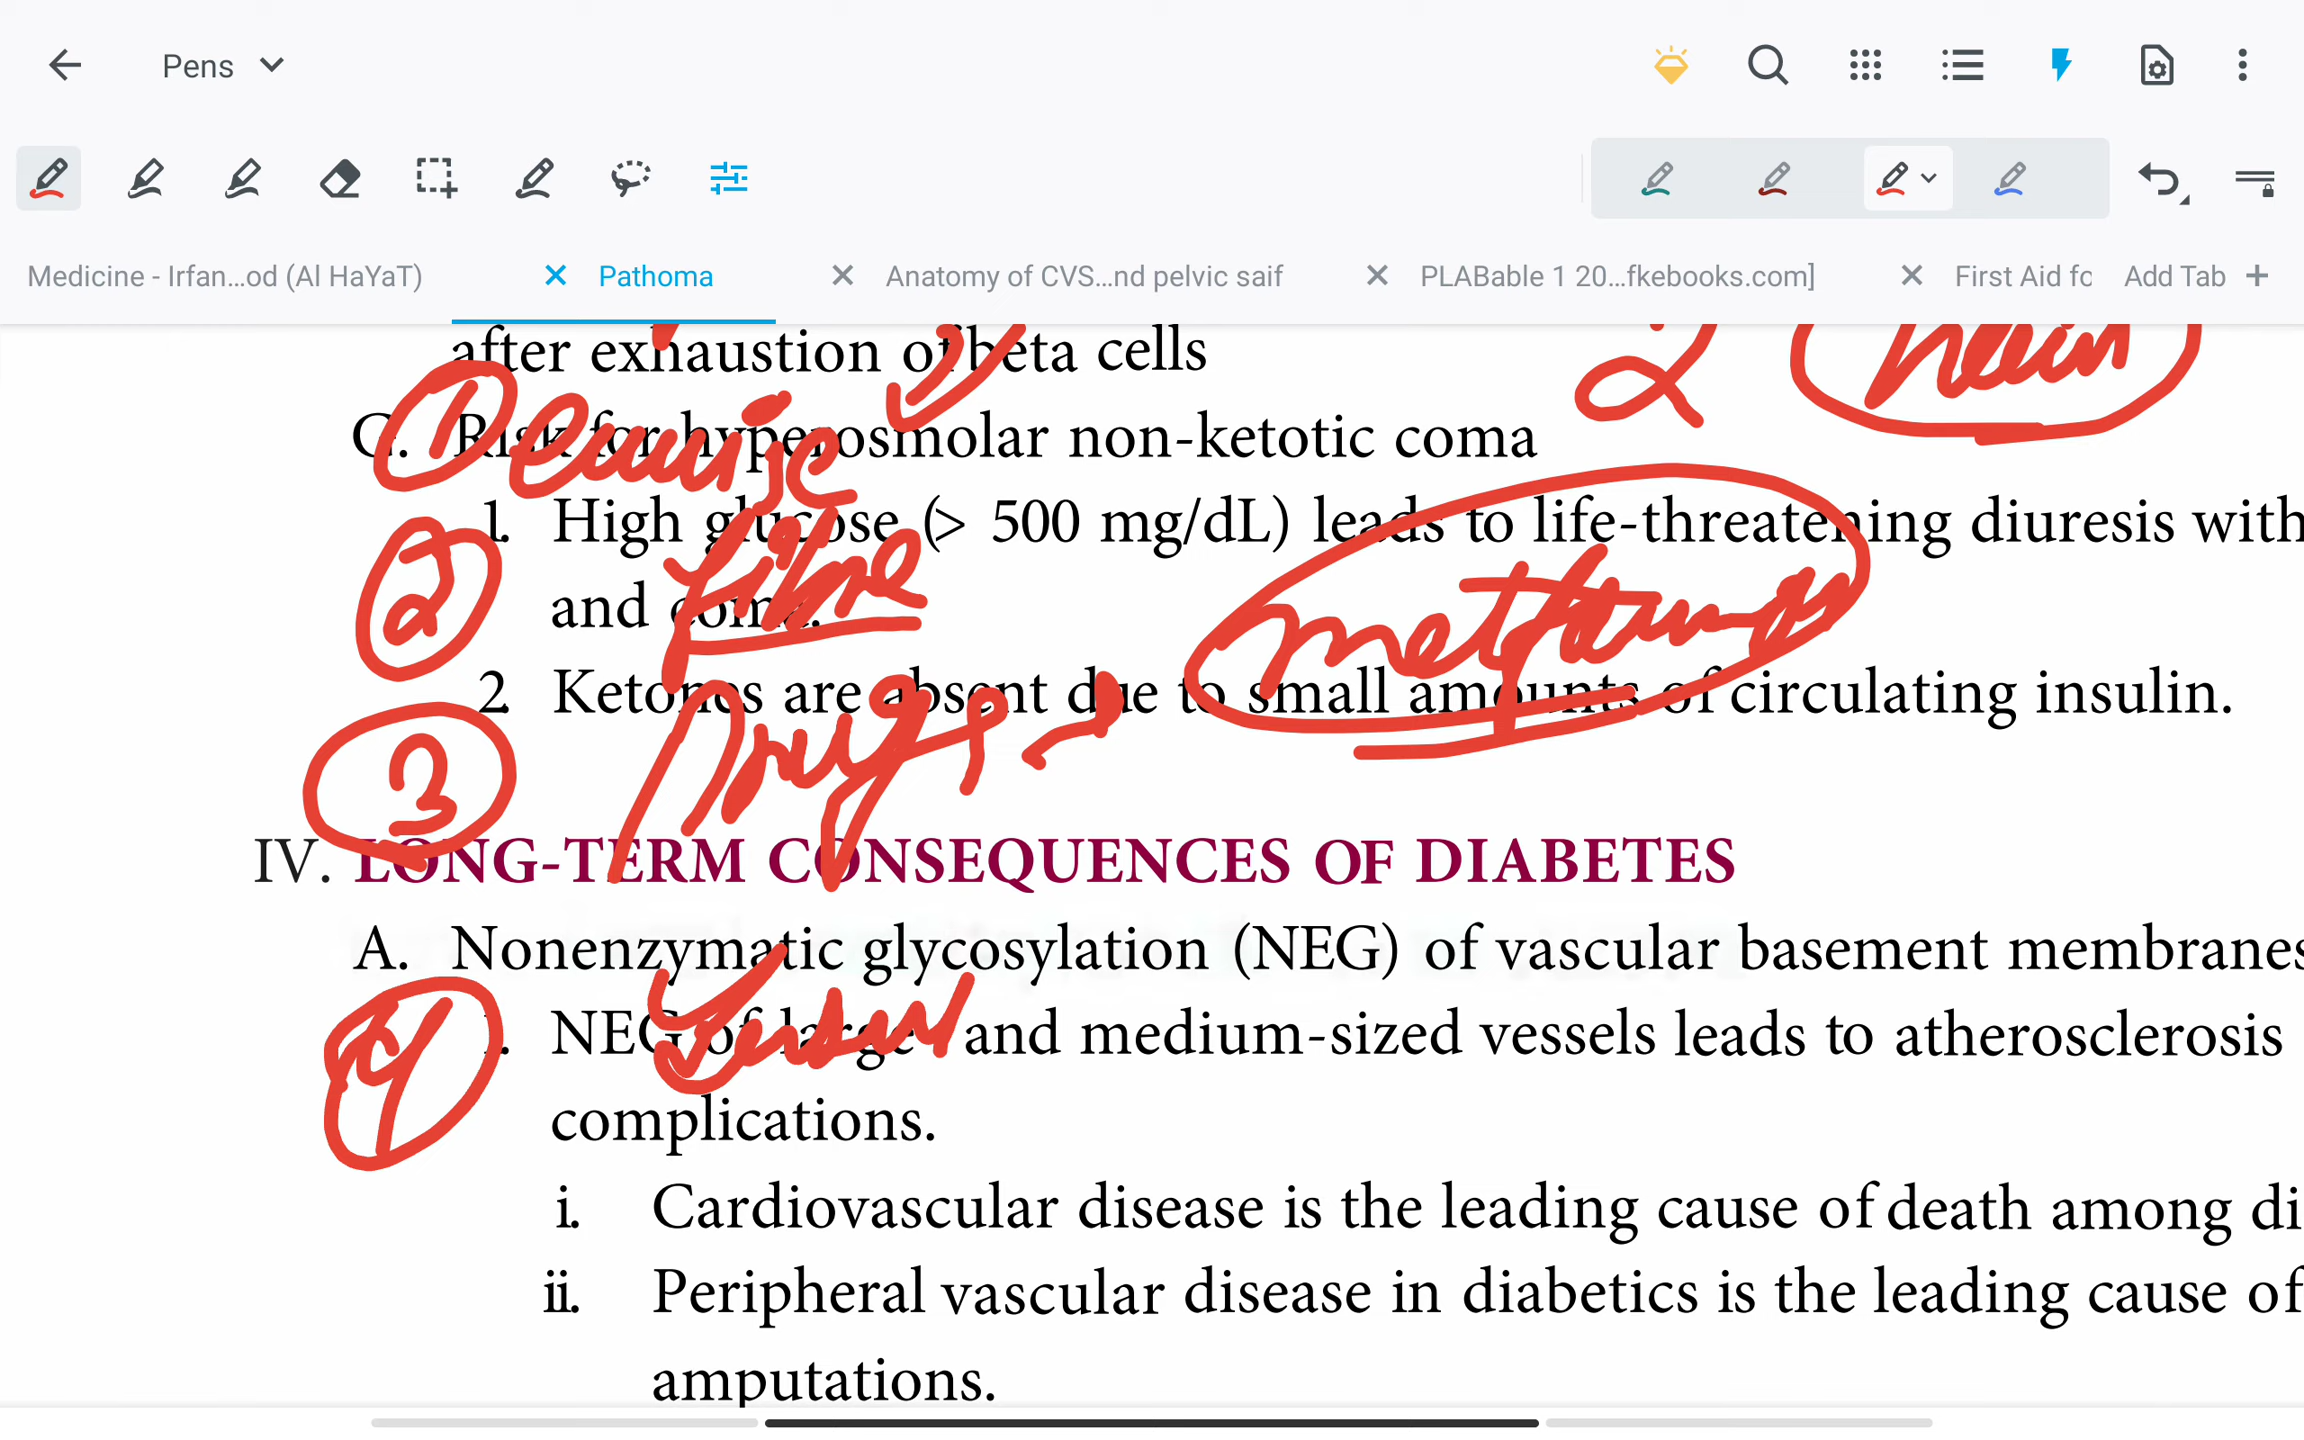 Pens
Medicine - Irfan...od (Al HaYaT)
Pathoma
Anatomy of CVS...nd pelvic saif
PLABable 1 20...fkebooks.com]
First Aid fc
Add Tab +
after exhaustion of beta cells
C. Risk for hyperosmolar non-ketotic coma
1. High glucose (> 500 mg/dL) leads to life-threatening diuresis with
and coma.
2. Ketones are absent due to small amounts of circulating insulin.
1
2
2
3
Drugs
IV. LONG-TERM CONSEQUENCES OF DIABETES
A. Nonenzymatic glycosylation (NEG) of vascular basement membranes
1. NEG of large- and medium-sized vessels leads to atherosclerosis
4
complications.
i. Cardiovascular disease is the leading cause of death among di
ii. Peripheral vascular disease in diabetics is the leading cause of
amputations.